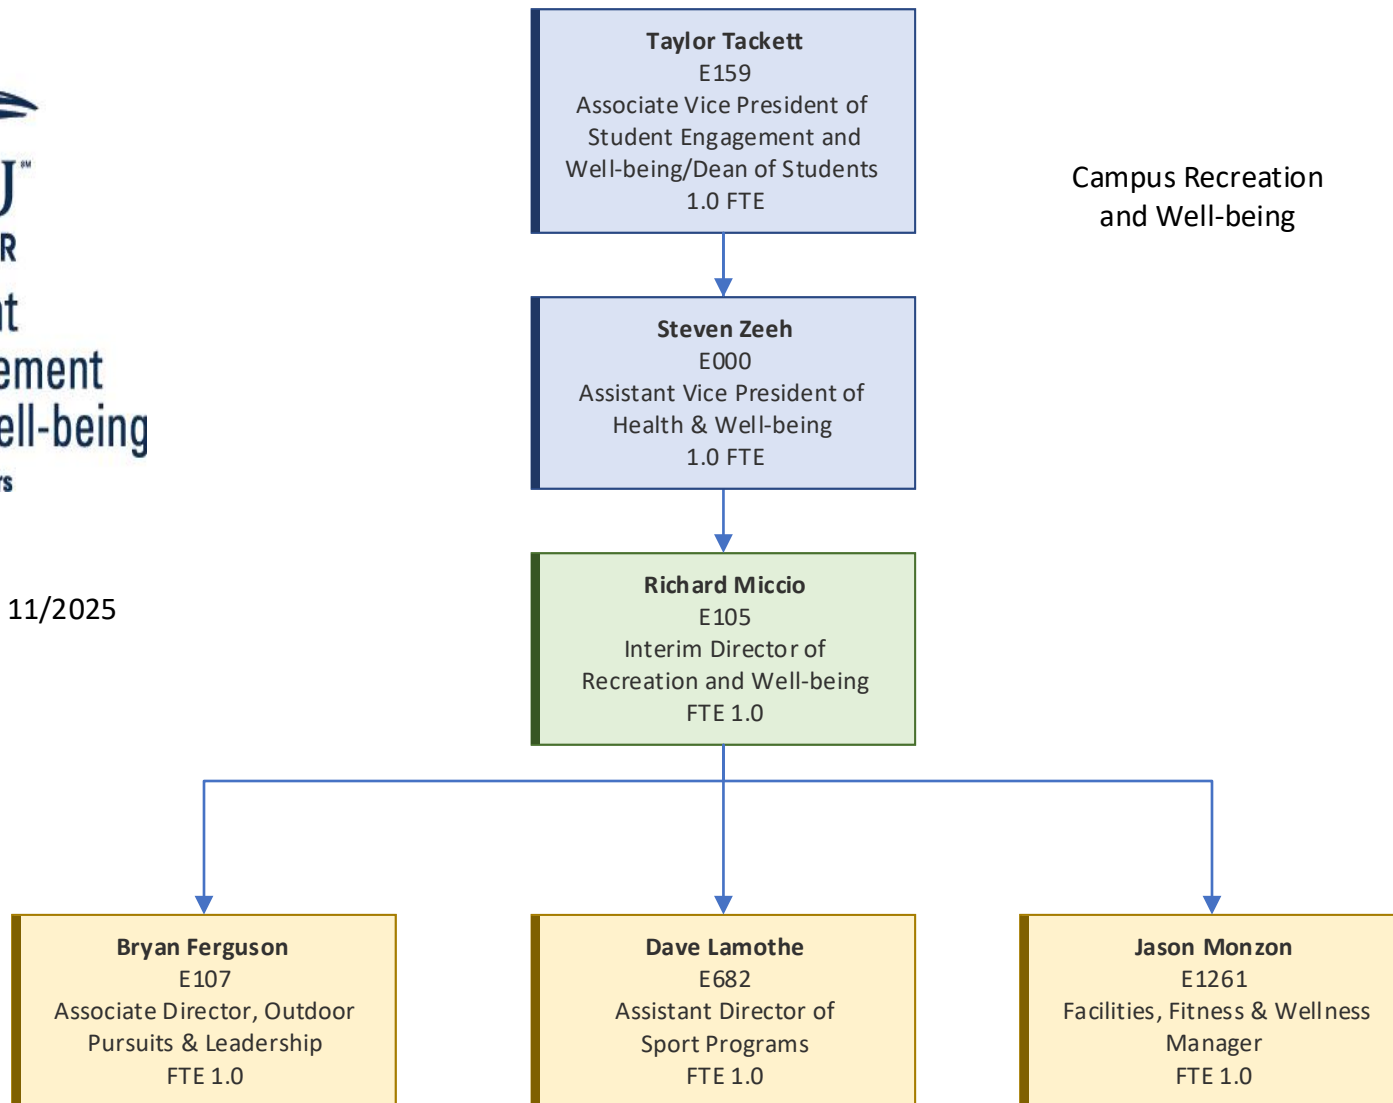 Taylor Tackett
E159
Associate Vice President of
Student Engagement and
Well-being/Dean of Students
1.0 FTE
Campus Recreation
and Well-being
SM
Steven Zeeh
E000
Assistant Vice President of
Health & Well-being
1.0 FTE
Richard Miccio
E105
Interim Director of
Recreation and Well-being
FTE 1.0
11/2025
Bryan Ferguson
E107
Associate Director, Outdoor
Pursuits & Leadership
FTE 1.0
Dave Lamothe
E682
Assistant Director of
Sport Programs
FTE 1.0
Jason Monzon
E1261
Facilities, Fitness & Wellness
Manager
FTE 1.0